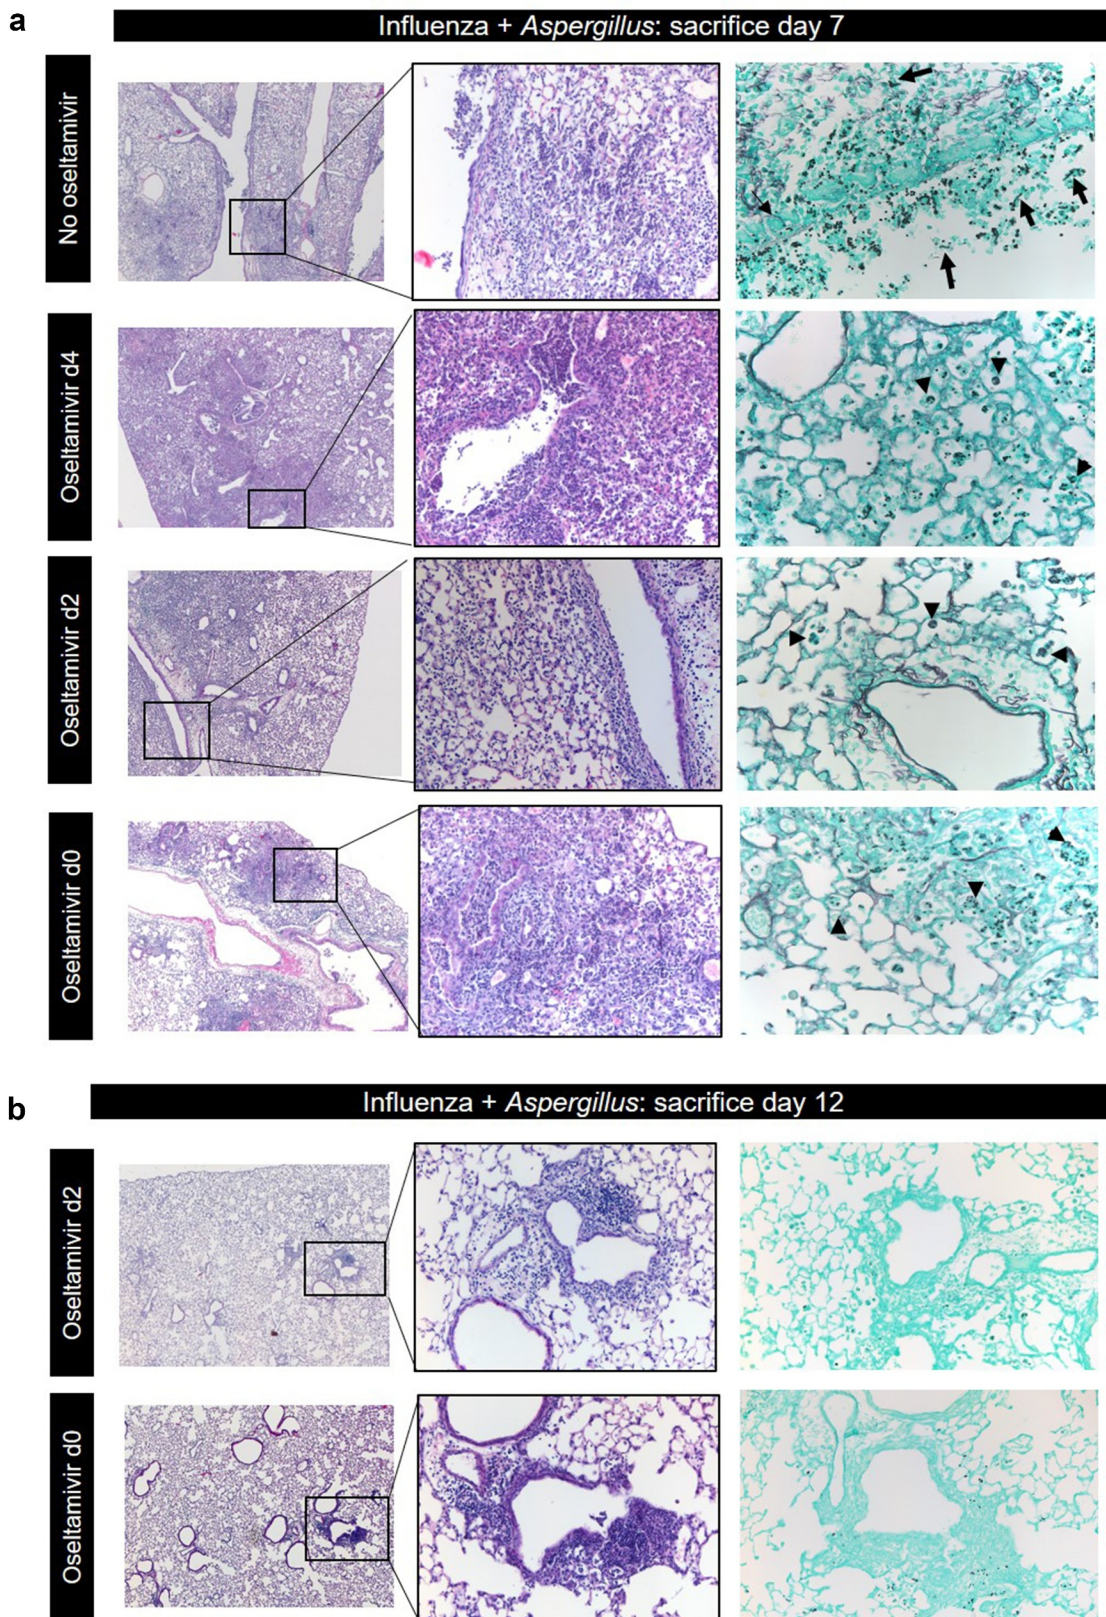 a
Influenza + Aspergillus: sacrifice day 7
No oseltamivir
Oseltamivir d4
Oseltamivir d2
Oseltamivir d0
b
Influenza + Aspergillus: sacrifice day 12
Oseltamivir d2
Oseltamivir d0